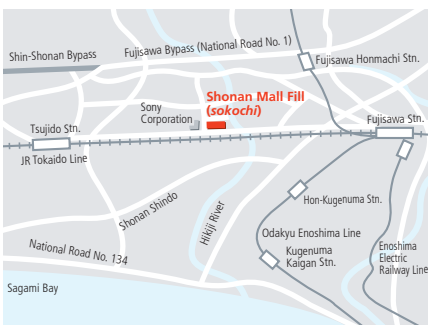 Shin-Shonan Bypass
Fujisawa Bypass (National Road No. 1)
Fujisawa Honmachi Stn.
Shonan Mall Fill
(sokochi)
Sony
Corporation
Tsujido Stn.
Fujisawa Stn.
JR Tokaido Line
Shonan Shindo
Hikiji River
Hon-Kugenuma Stn.
Odakyu Enoshima Line
Kugenuma
Kaigan Stn.
Enoshima
Electric
Railway Line
National Road No. 134
Sagami Bay